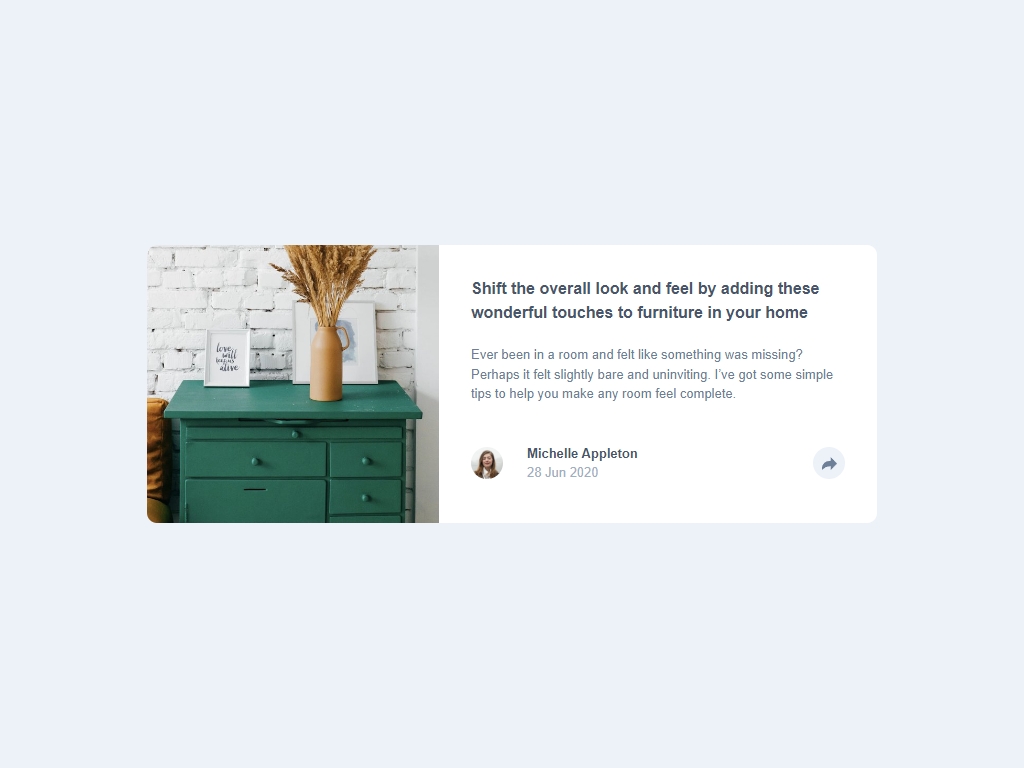 love
will
keep us
alive
Shift the overall look and feel by adding these
wonderful touches to furniture in your home
Ever been in a room and felt like something was missing?
Perhaps it felt slightly bare and uninviting. I’ve got some simple
tips to help you make any room feel complete.
Michelle Appleton
28 Jun 2020